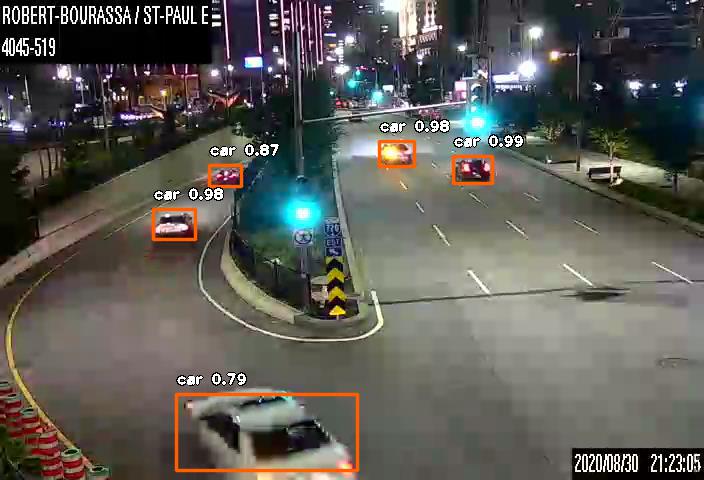 ROBERT-BOURASSA / ST-PAUL E
4045-519
car 0.98
car 0.99
car 0.87
car 0.98
EST
car 0.79
2020/08/30 21:23:05